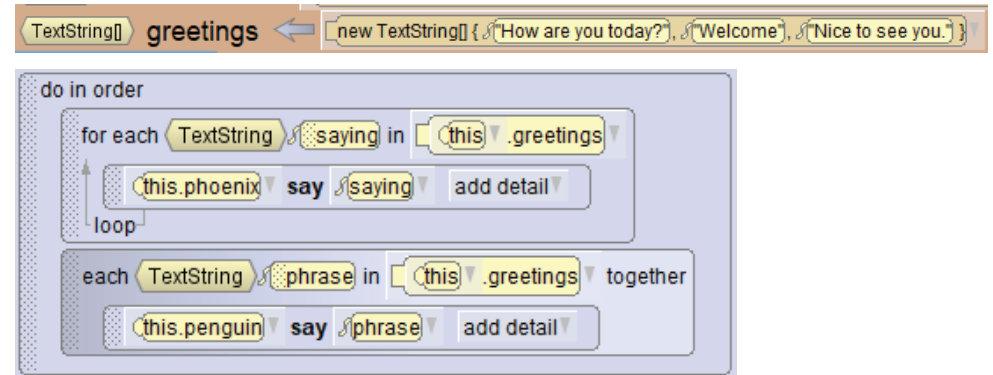 TextString[] greetings new TextString[] { "How are you today?", "Welcome", "Nice to see you." }
do in order
for each TextString saying in this .greetings
this.phoenix say saying add detail
loop
each TextString phrase in this .greetings together
this.penguin say phrase add detail